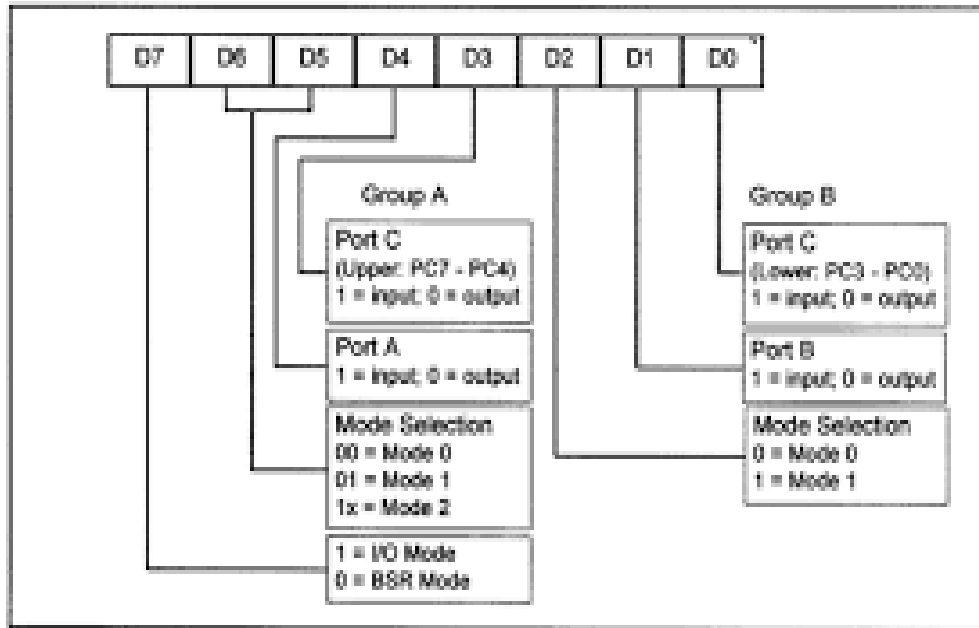 D7 D6 D5 D4 D3 D2 D1 D0
Group A
Port C
(Upper: PC7 - PC4)
1 = input; 0 = output
Port A
1 = input; 0 = output
Mode Selection
00 = Mode 0
01 = Mode 1
1x = Mode 2
1 = I/O Mode
0 = BSR Mode
Group B
Port C
(Lower: PC3 - PC0)
1 = input; 0 = output
Port B
1 = input; 0 = output
Mode Selection
0 = Mode 0
1 = Mode 1